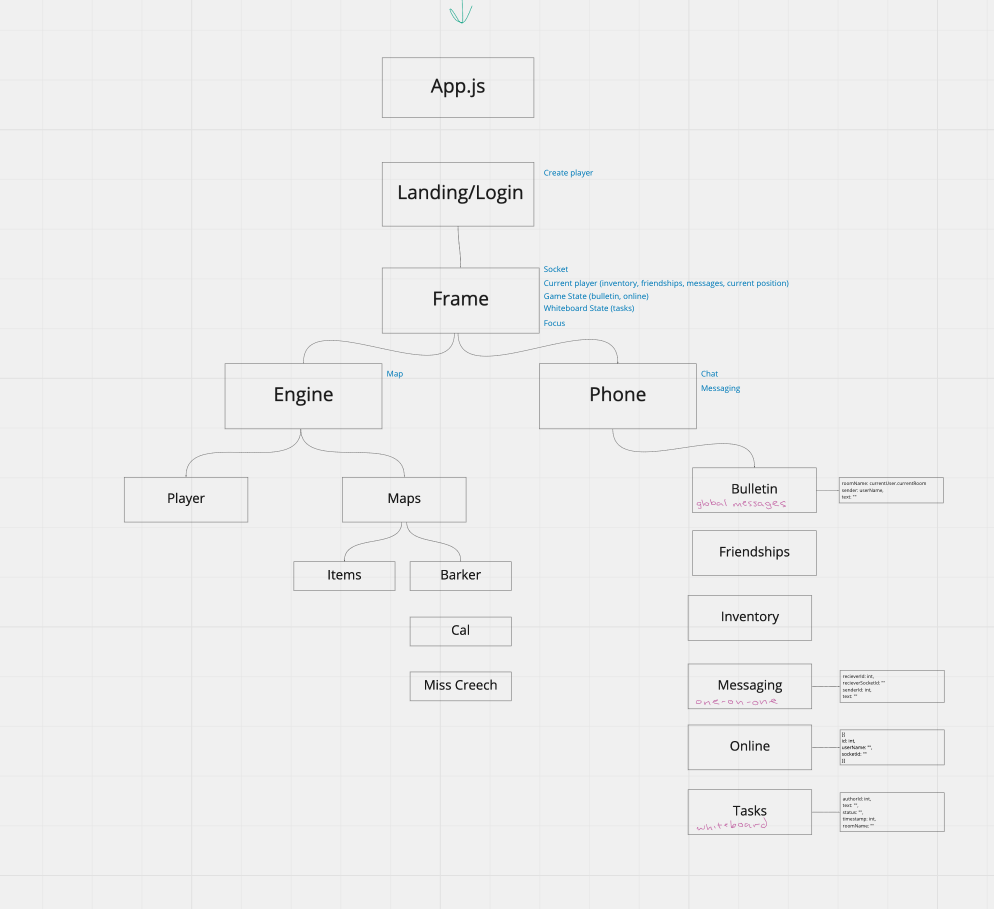 App.js
Landing/Login
Create player
Frame
Socket
Current player (inventory, friendships, messages, current position)
Game State (bulletin, online)
Whiteboard State (tasks)
Focus
Engine
Map
Phone
Chat
Messaging
Player
Maps
Items
Barker
Cal
Miss Creech
Bulletin
global messages
roomName: currentUser.currentRoom
sender: userName,
text: ""
Friendships
Inventory
Messaging
one-on-one
recieverId: int,
recieverSocketId: ""
senderId: int,
text: ""
Online
[{
id: int,
userName: "",
socketId: ""
}]
Tasks
whiteboard
authorId: int,
text: "",
status: "",
timestamp: int,
roomName: ""